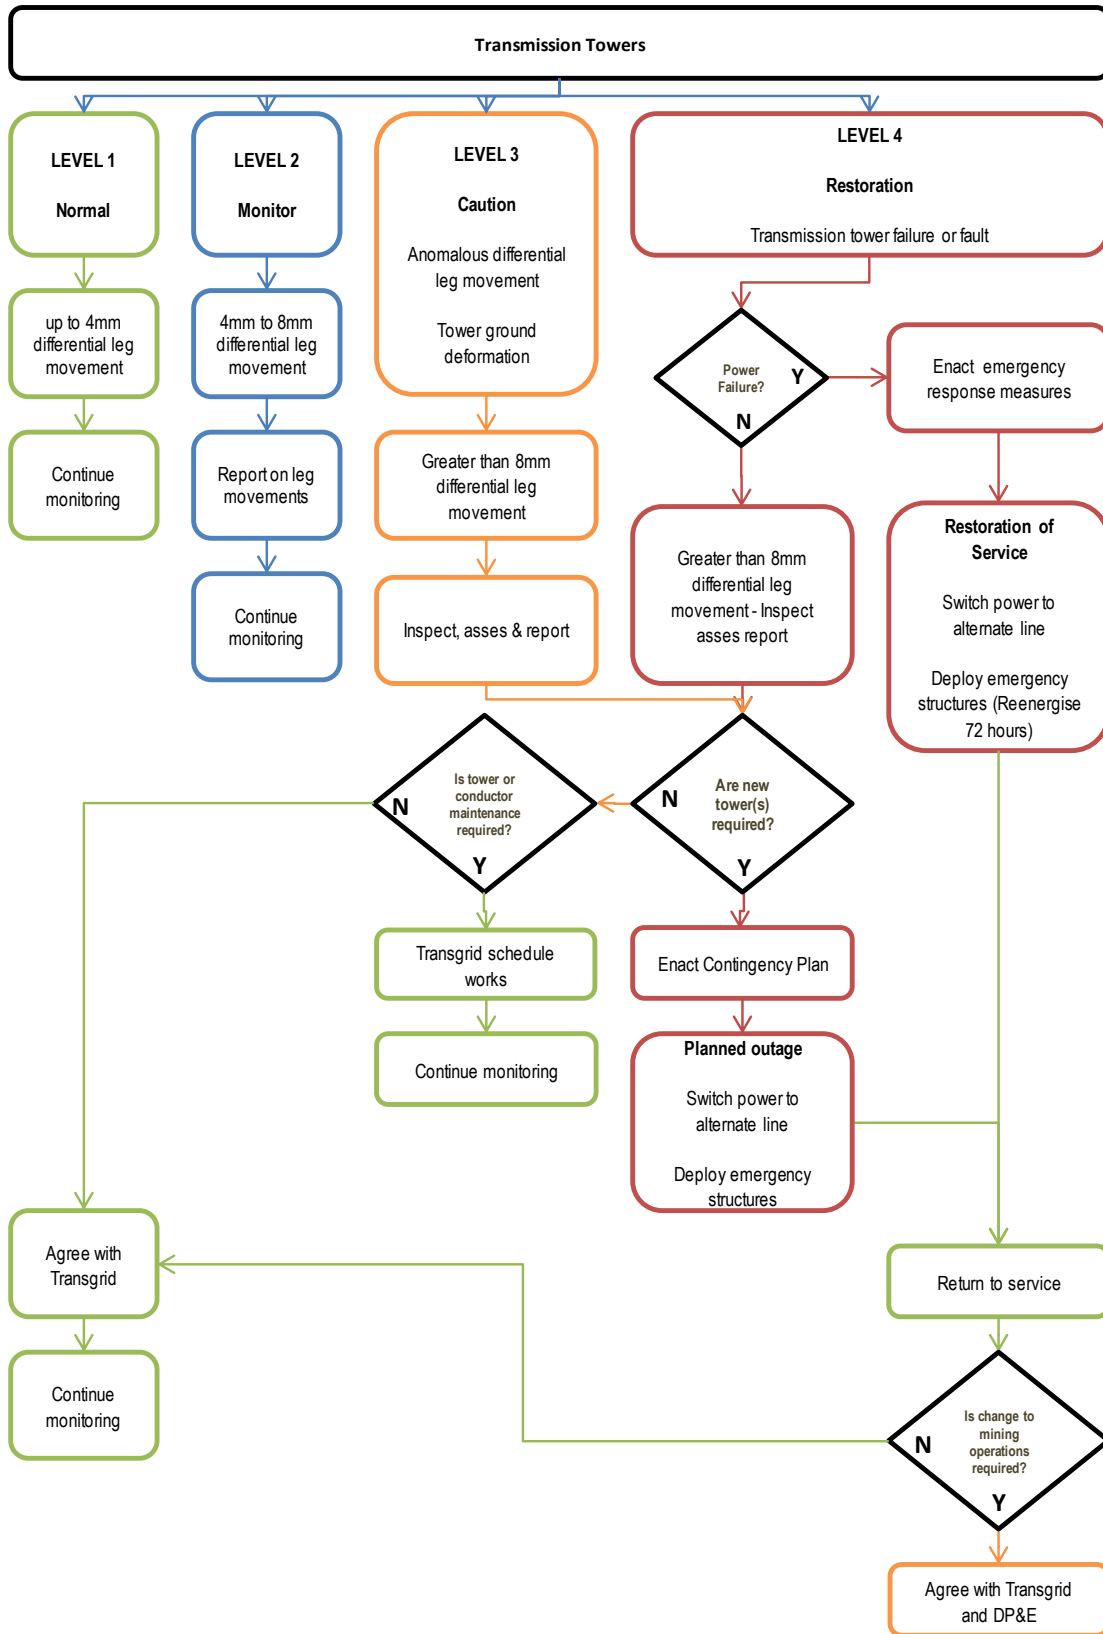 Transmission Towers
LEVEL 1
Normal
up to 4mm
differential leg
movement
Continue
monitoring
LEVEL 2
Monitor
4mm to 8mm
differential leg
movement
Report on leg
movements
Continue
monitoring
LEVEL 3
Caution
Anomalous differential
leg movement
Tower ground
deformation
Greater than 8mm
differential leg
movement
Inspect, asses & report
LEVEL 4
Restoration
Transmission tower failure or fault
Power
Failure?
Y
N
Enact emergency
response measures
Restoration of
Service
Switch power to
alternate line
Deploy emergency
structures (Reenergise
72 hours)
Greater than 8mm
differential leg
movement - Inspect
asses report
Are new
tower(s)
required?
N
Y
Is tower or
conductor
maintenance
required?
N
Y
Transgrid schedule
works
Continue monitoring
Enact Contingency Plan
Planned outage
Switch power to
alternate line
Deploy emergency
structures
Agree with
Transgrid
Continue
monitoring
Return to service
Is change to
mining
operations
required?
N
Y
Agree with Transgrid
and DP&E